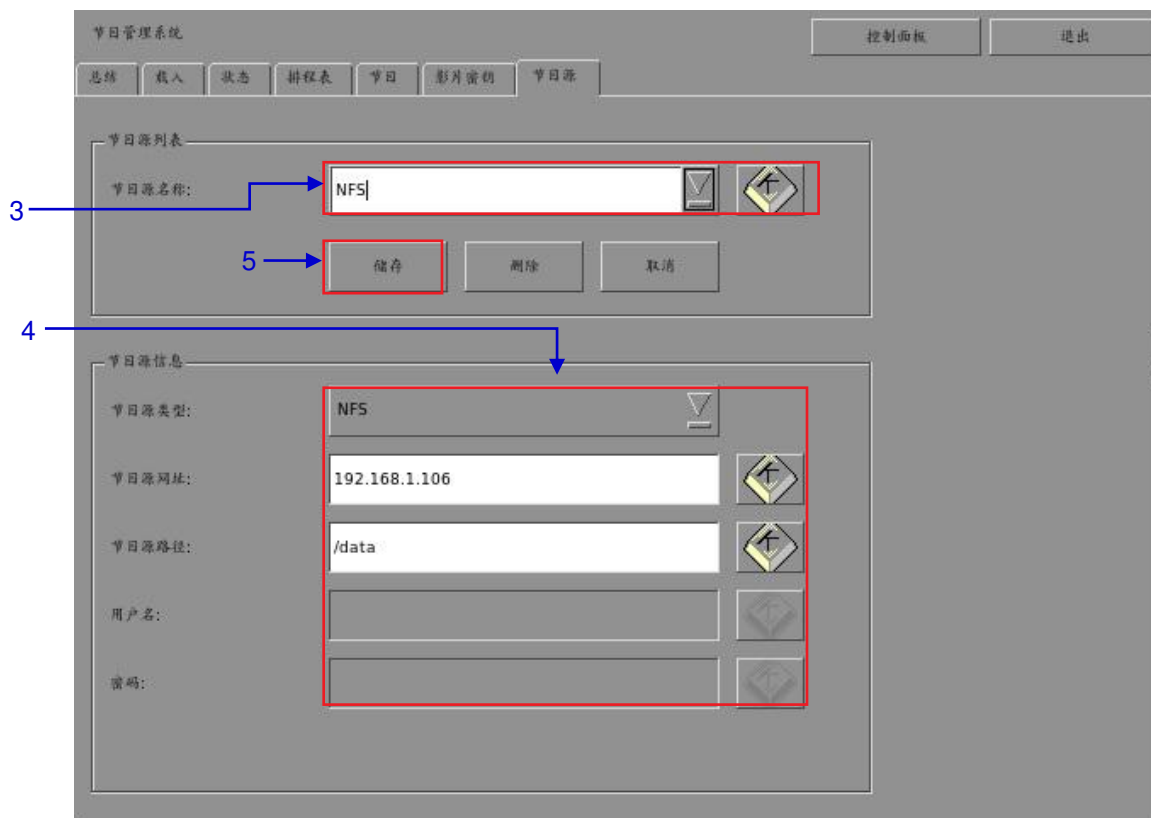 节目管理系统 控制面板 退出
总结 载入 状态 排程表 节目 影片密钥 节目源
节目源列表
节目源名称: NFS
3
5 储存 删除 取消
4
节目源信息
节目源类型: NFS
节目源网址: 192.168.1.106
节目源路径: /data
用户名:
密码: